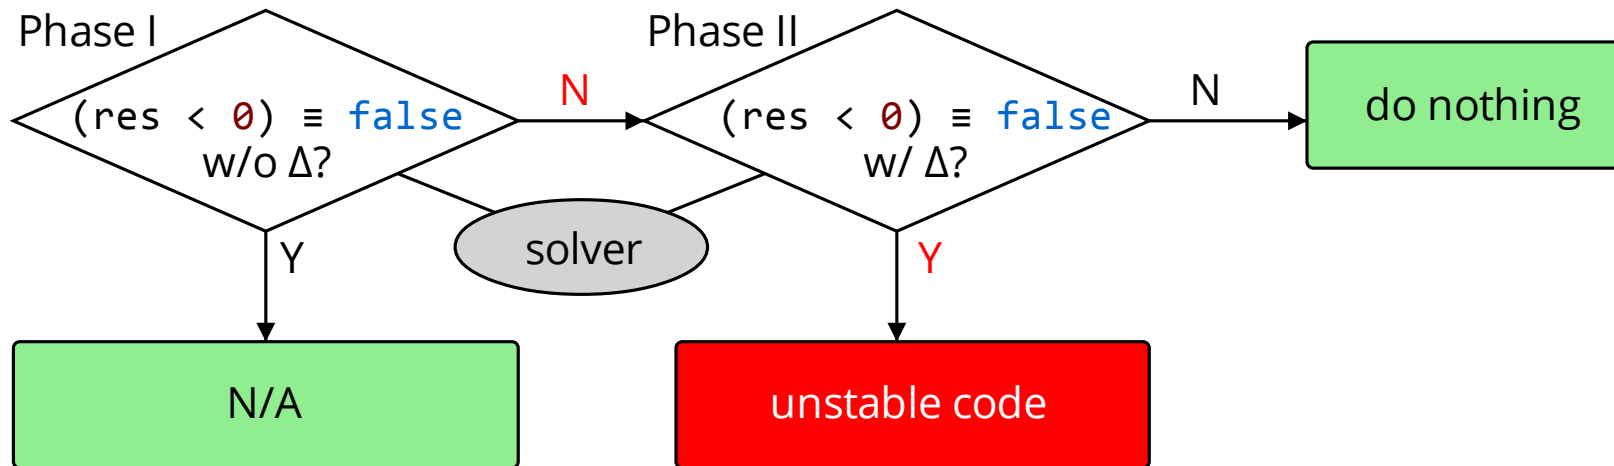 Phase I
(res < 0) ≡ false
w/o Δ?
N
Y
N/A
solver
Phase II
(res < 0) ≡ false
w/ Δ?
N
do nothing
Y
unstable code